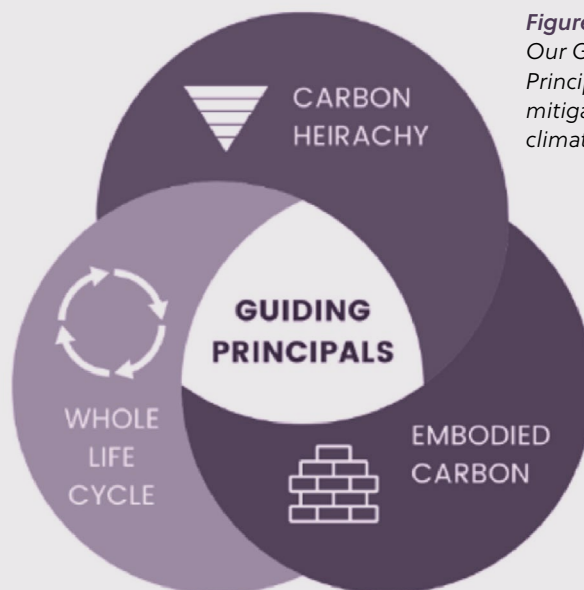 Figure
Our G
Princip
mitiga
climat
CARBON
HEIRACHY
GUIDING
PRINCIPALS
WHOLE
LIFE
CYCLE
EMBODIED
CARBON